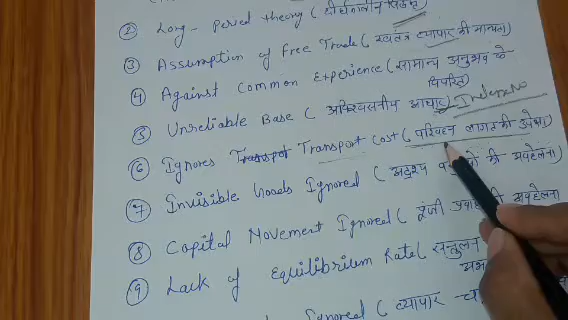 ② Long-Period theory (दीर्घकालीन सिद्धांत)
③ Assumption of Free Trade (स्वतंत्र व्यापार की मान्यता)
④ Against Common Experience (सामान्य अनुभव के विपरित)
⑤ Unreliable Base (अविश्वसनीय आधार) - Index No
⑥ Ignores Transport Cost (परिवहन लागत की उपेक्षा)
⑦ Invisible Goods Ignored (अदृश्य की अवहेलना
⑧ Capital Movement Ignored (पूंजी की अवहेलना
⑨ Lack of Equilibrium Rate (सन्तुलन
Ignored (व्यापार